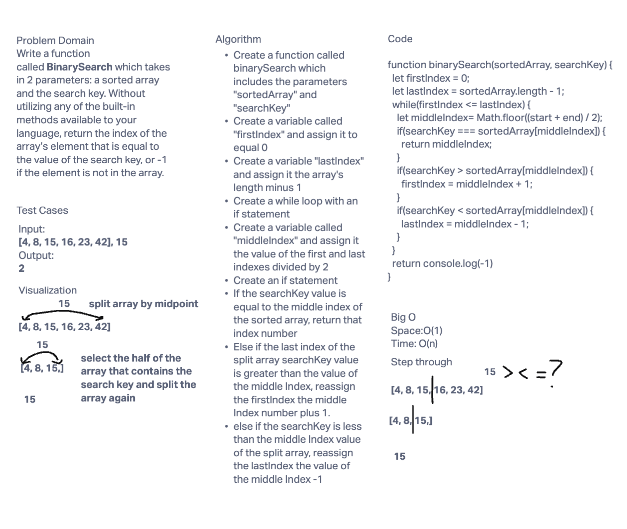 Problem Domain
Write a function
called BinarySearch which takes
in 2 parameters: a sorted array
and the search key. Without
utilizing any of the built-in
methods available to your
language, return the index of the
array's element that is equal to
the value of the search key, or -1
if the element is not in the array.
Test Cases
Input:
[4, 8, 15, 16, 23, 42], 15
Output:
2
Visualization
15 split array by midpoint
[4, 8, 15, 16, 23, 42]
15
[4, 8, 15,]
select the half of the
array that contains the
search key and split the
array again
15
Algorithm
• Create a function called
binarySearch which
includes the parameters
"sortedArray" and
"searchKey"
• Create a variable called
"firstIndex" and assign it to
equal 0
• Create a variable "lastIndex"
and assign it the array's
length minus 1
• Create a while loop with an
if statement
• Create a variable called
"middleIndex" and assign it
the value of the first and last
indexes divided by 2
• Create an if statement
• If the searchKey value is
equal to the middle index of
the sorted array, return that
index number
• Else if the last index of the
split array searchKey value
is greater than the value of
the middle Index, reassign
the firstIndex the middle
Index number plus 1.
• else if the searchKey is less
than the middle Index value
of the split array, reassign
the lastIndex the value of
the middle Index -1
Code
function binarySearch(sortedArray, searchKey) {
let firstIndex = 0;
let lastIndex = sortedArray.length - 1;
while(firstIndex <= lastIndex) {
let middleIndex= Math.floor((start + end) / 2);
if(searchKey === sortedArray[middleIndex]) {
return middleIndex;
}
if(searchKey > sortedArray[middleIndex]) {
firstIndex = middleIndex + 1;
}
if(searchKey < sortedArray[middleIndex]) {
lastIndex = middleIndex - 1;
}
}
return console.log(-1)
}
Big O
Space:O(1)
Time: O(n)
Step through
15 > < = ?
[4, 8, 15, 16, 23, 42]
[4, 8, 15,]
15